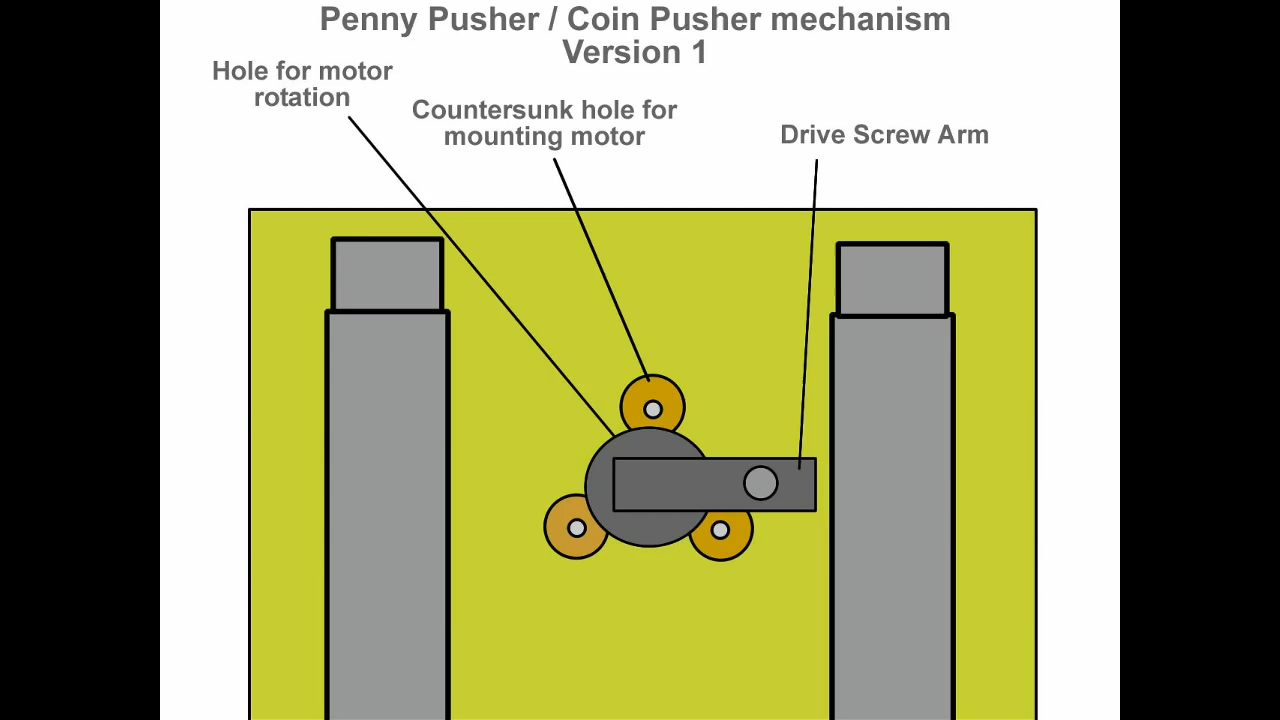 Penny Pusher / Coin Pusher mechanism
Version 1
Hole for motor
rotation
Countersunk hole for
mounting motor
Drive Screw Arm